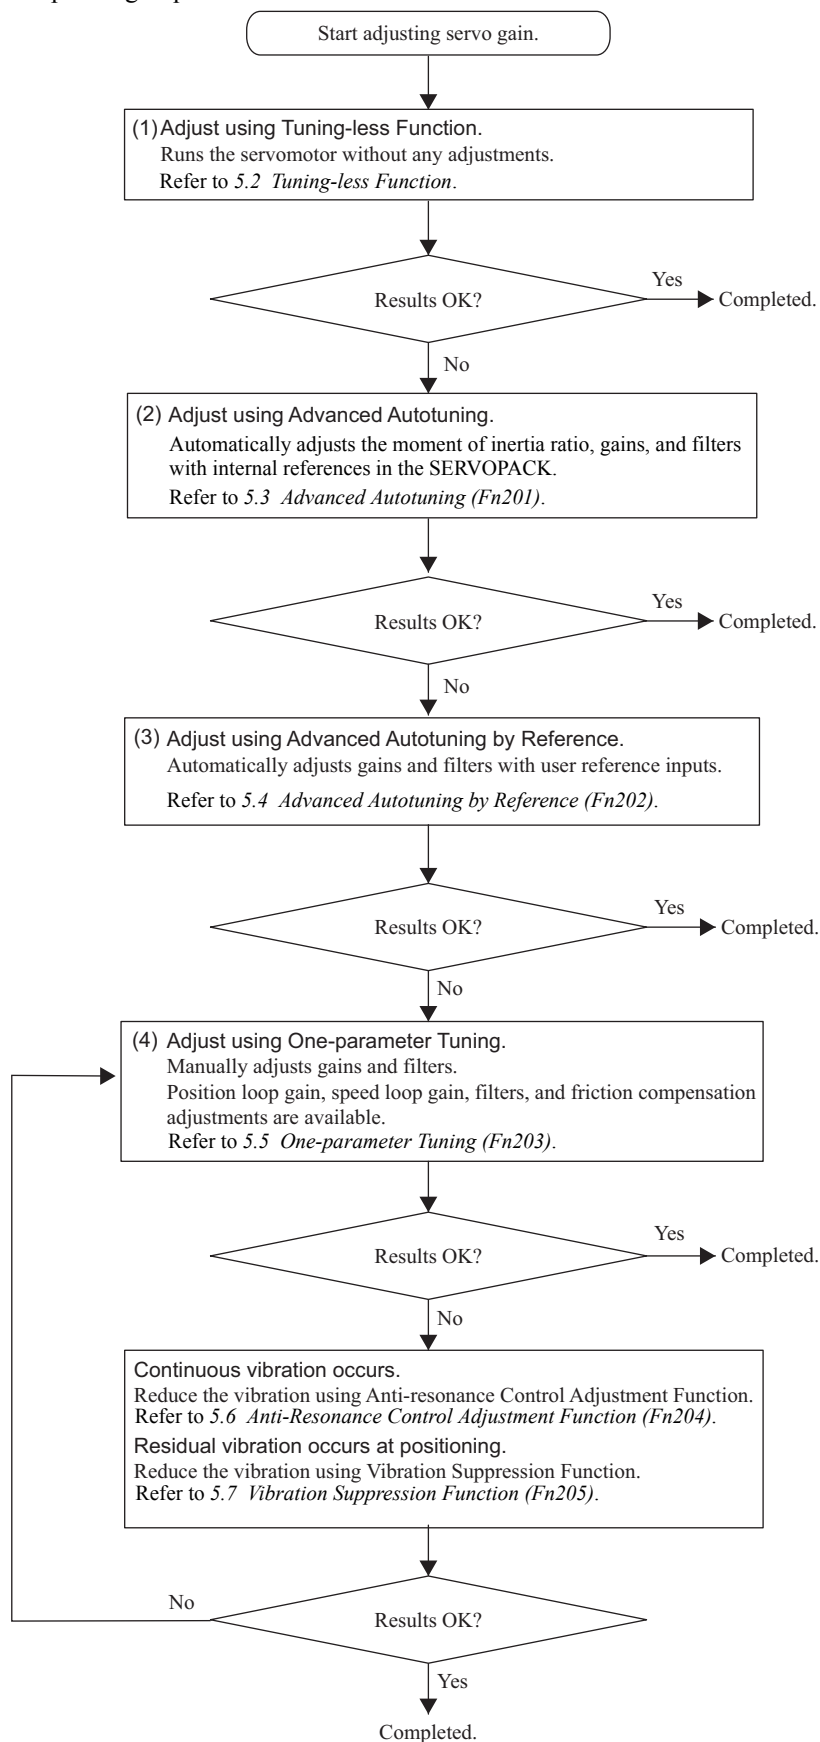 Start adjusting servo gain.
(1) Adjust using Tuning-less Function.
Runs the servomotor without any adjustments.
Refer to 5.2 Tuning-less Function.
Results OK?
Yes
Completed.
No
(2) Adjust using Advanced Autotuning.
Automatically adjusts the moment of inertia ratio, gains, and filters
with internal references in the SERVOPACK.
Refer to 5.3 Advanced Autotuning (Fn201).
Results OK?
Yes
Completed.
No
(3) Adjust using Advanced Autotuning by Reference.
Automatically adjusts gains and filters with user reference inputs.
Refer to 5.4 Advanced Autotuning by Reference (Fn202).
Results OK?
Yes
Completed.
No
(4) Adjust using One-parameter Tuning.
Manually adjusts gains and filters.
Position loop gain, speed loop gain, filters, and friction compensation
adjustments are available.
Refer to 5.5 One-parameter Tuning (Fn203).
Results OK?
Yes
Completed.
No
Continuous vibration occurs.
Reduce the vibration using Anti-resonance Control Adjustment Function.
Refer to 5.6 Anti-Resonance Control Adjustment Function (Fn204).
Residual vibration occurs at positioning.
Reduce the vibration using Vibration Suppression Function.
Refer to 5.7 Vibration Suppression Function (Fn205).
No
Results OK?
Yes
Completed.